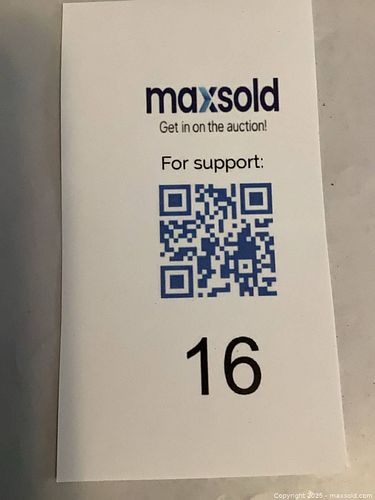 maxsold
Get in on the auction!
For support:
16
Copyright 2025 - maxsold.com